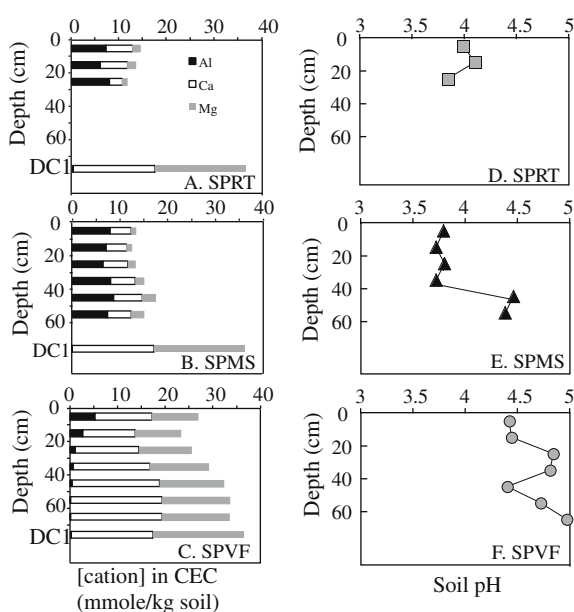 0 10 20 30 40
Depth (cm)
0
20
40
60
DC1
Al
Ca
Mg
A. SPRT
0 10 20 30 40
Depth (cm)
0
20
40
60
DC1
B. SPMS
0 10 20 30 40
Depth (cm)
0
20
40
60
DC1
C. SPVF
[cation] in CEC
(mmole/kg soil)
3 3.5 4 4.5 5
Depth (cm)
0
20
40
60
D. SPRT
3 3.5 4 4.5 5
Depth (cm)
0
20
40
60
E. SPMS
3 3.5 4 4.5 5
Depth (cm)
0
20
40
60
F. SPVF
Soil pH